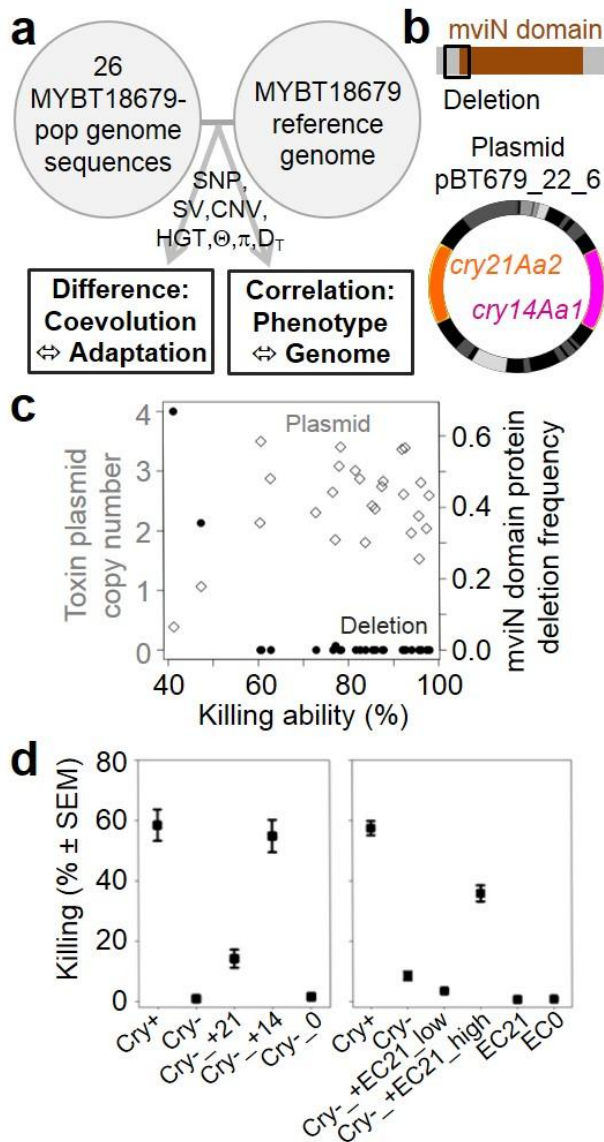 a
26
MYBT18679-
pop genome
sequences
MYBT18679
reference
genome
SNP,
SV,CNV,
HGT,Θ,π,D_T
Difference:
Coevolution
⇔ Adaptation
Correlation:
Phenotype
⇔ Genome
b
mviN domain
Deletion
Plasmid
pBT679_22_6
cry21Aa2
cry14Aa1
c
Toxin plasmid
copy number
4
3
2
1
0
Plasmid
Deletion
0.6
0.4
0.2
0.0
mviN domain protein
deletion frequency
40
60
80
100
Killing ability (%)
d
Killing (% ± SEM)
80
60
40
20
0
Cry+
Cry-
Cry-_+21
Cry-_+14
Cry-_0
Cry+
Cry-
Cry-_+EC21_low
Cry-_+EC21_high
EC21
EC0